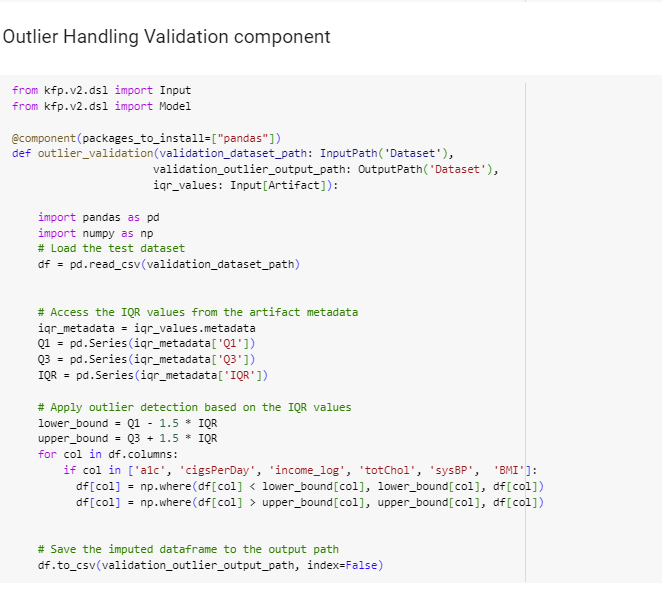 Outlier Handling Validation component
from kfp.v2.dsl import Input
from kfp.v2.dsl import Model
@component(packages_to_install=["pandas"])
def outlier_validation(validation_dataset_path: InputPath('Dataset'),
                      validation_outlier_output_path: OutputPath('Dataset'),
                      iqr_values: Input[Artifact]):
    import pandas as pd
    import numpy as np
    # Load the test dataset
    df = pd.read_csv(validation_dataset_path)
    # Access the IQR values from the artifact metadata
    iqr_metadata = iqr_values.metadata
    Q1 = pd.Series(iqr_metadata['Q1'])
    Q3 = pd.Series(iqr_metadata['Q3'])
    IQR = pd.Series(iqr_metadata['IQR'])
    # Apply outlier detection based on the IQR values
    lower_bound = Q1 - 1.5 * IQR
    upper_bound = Q3 + 1.5 * IQR
    for col in df.columns:
        if col in ['a1c', 'cigsPerDay', 'income_log', 'totChol', 'sysBP',  'BMI']:
          df[col] = np.where(df[col] < lower_bound[col], lower_bound[col], df[col])
          df[col] = np.where(df[col] > upper_bound[col], upper_bound[col], df[col])
    # Save the imputed dataframe to the output path
    df.to_csv(validation_outlier_output_path, index=False)